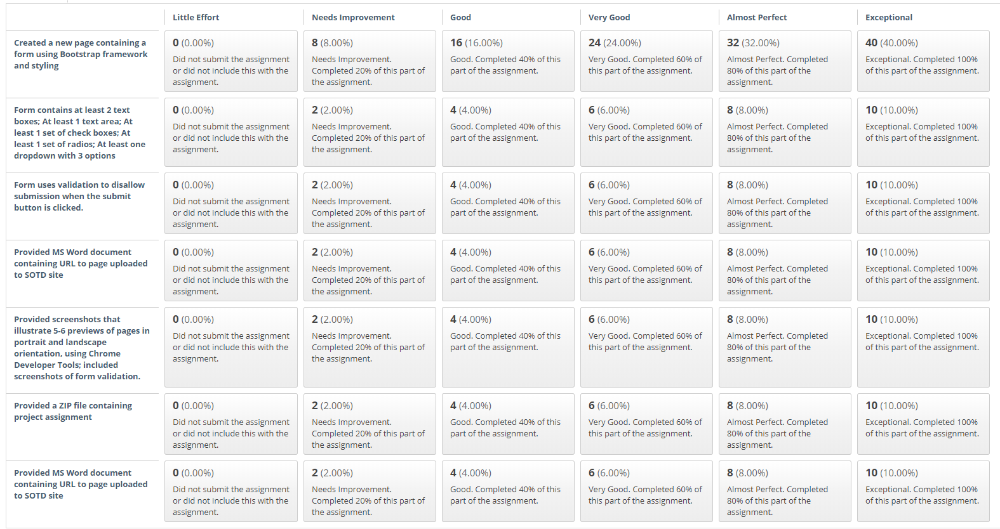 Little Effort
Needs Improvement
Good
Very Good
Almost Perfect
Exceptional
Created a new page containing a
form using Bootstrap framework
and styling
0 (0.00%)
Did not submit the assignment
or did not include this with the
assignment.
8 (8.00%)
Needs Improvement.
Completed 20% of this part of
the assignment.
16 (16.00%)
Good. Completed 40% of this
part of the assignment.
24 (24.00%)
Very Good. Completed 60% of
this part of the assignment.
32 (32.00%)
Almost Perfect. Completed
80% of this part of the
assignment.
40 (40.00%)
Exceptional. Completed 100%
of this part of the assignment.
Form contains at least 2 text
boxes; At least 1 text area; At
least 1 set of check boxes; At
least 1 set of radios; At least one
dropdown with 3 options
0 (0.00%)
Did not submit the assignment
or did not include this with the
assignment.
2 (2.00%)
Needs Improvement.
Completed 20% of this part of
the assignment.
4 (4.00%)
Good. Completed 40% of this
part of the assignment.
6 (6.00%)
Very Good. Completed 60% of
this part of the assignment.
8 (8.00%)
Almost Perfect. Completed
80% of this part of the
assignment.
10 (10.00%)
Exceptional. Completed 100%
of this part of the assignment.
Form uses validation to disallow
submission when the submit
button is clicked.
0 (0.00%)
Did not submit the assignment
or did not include this with the
assignment.
2 (2.00%)
Needs Improvement.
Completed 20% of this part of
the assignment.
4 (4.00%)
Good. Completed 40% of this
part of the assignment.
6 (6.00%)
Very Good. Completed 60% of
this part of the assignment.
8 (8.00%)
Almost Perfect. Completed
80% of this part of the
assignment.
10 (10.00%)
Exceptional. Completed 100%
of this part of the assignment.
Provided MS Word document
containing URL to page uploaded
to SOTD site
0 (0.00%)
Did not submit the assignment
or did not include this with the
assignment.
2 (2.00%)
Needs Improvement.
Completed 20% of this part of
the assignment.
4 (4.00%)
Good. Completed 40% of this
part of the assignment.
6 (6.00%)
Very Good. Completed 60% of
this part of the assignment.
8 (8.00%)
Almost Perfect. Completed
80% of this part of the
assignment.
10 (10.00%)
Exceptional. Completed 100%
of this part of the assignment.
Provided screenshots that
illustrate 5-6 previews of pages in
portrait and landscape
orientation, using Chrome
Developer Tools; included
screenshots of form validation.
0 (0.00%)
Did not submit the assignment
or did not include this with the
assignment.
2 (2.00%)
Needs Improvement.
Completed 20% of this part of
the assignment.
4 (4.00%)
Good. Completed 40% of this
part of the assignment.
6 (6.00%)
Very Good. Completed 60% of
this part of the assignment.
8 (8.00%)
Almost Perfect. Completed
80% of this part of the
assignment.
10 (10.00%)
Exceptional. Completed 100%
of this part of the assignment.
Provided a ZIP file containing
project assignment
0 (0.00%)
Did not submit the assignment
or did not include this with the
assignment.
2 (2.00%)
Needs Improvement.
Completed 20% of this part of
the assignment.
4 (4.00%)
Good. Completed 40% of this
part of the assignment.
6 (6.00%)
Very Good. Completed 60% of
this part of the assignment.
8 (8.00%)
Almost Perfect. Completed
80% of this part of the
assignment.
10 (10.00%)
Exceptional. Completed 100%
of this part of the assignment.
Provided MS Word document
containing URL to page uploaded
to SOTD site
0 (0.00%)
Did not submit the assignment
or did not include this with the
assignment.
2 (2.00%)
Needs Improvement.
Completed 20% of this part of
the assignment.
4 (4.00%)
Good. Completed 40% of this
part of the assignment.
6 (6.00%)
Very Good. Completed 60% of
this part of the assignment.
8 (8.00%)
Almost Perfect. Completed
80% of this part of the
assignment.
10 (10.00%)
Exceptional. Completed 100%
of this part of the assignment.